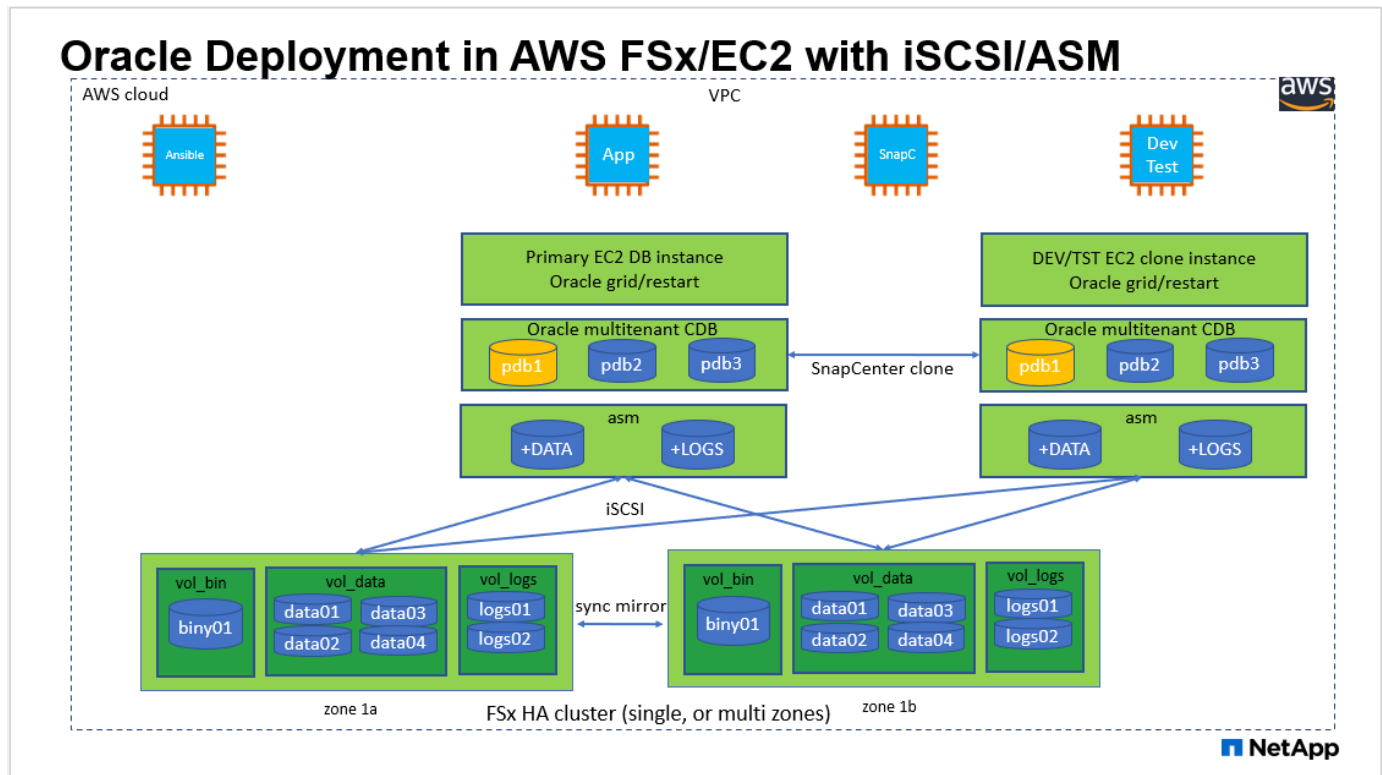 Oracle Deployment in AWS FSx/EC2 with iSCSI/ASM
AWS cloud
VPC
aws
Ansible
App
SnapC
Dev
Test
Primary EC2 DB instance
Oracle grid/restart
DEV/TST EC2 clone instance
Oracle grid/restart
Oracle multitenant CDB
pdb1
pdb2
pdb3
SnapCenter clone
Oracle multitenant CDB
pdb1
pdb2
pdb3
asm
+DATA
+LOGS
asm
+DATA
+LOGS
iSCSI
vol_bin
biny01
vol_data
data01
data03
data02
data04
vol_logs
logs01
logs02
sync mirror
vol_bin
biny01
vol_data
data01
data03
data02
data04
vol_logs
logs01
logs02
zone 1a
FSx HA cluster (single, or multi zones)
zone 1b
NetApp